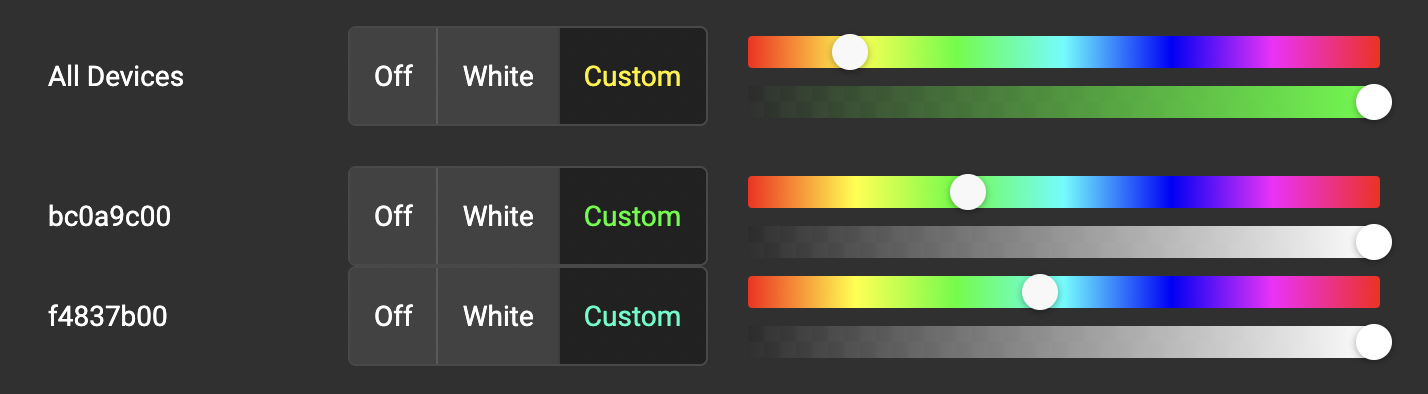 All Devices Off White Custom
bc0a9c00 Off White Custom
f4837b00 Off White Custom